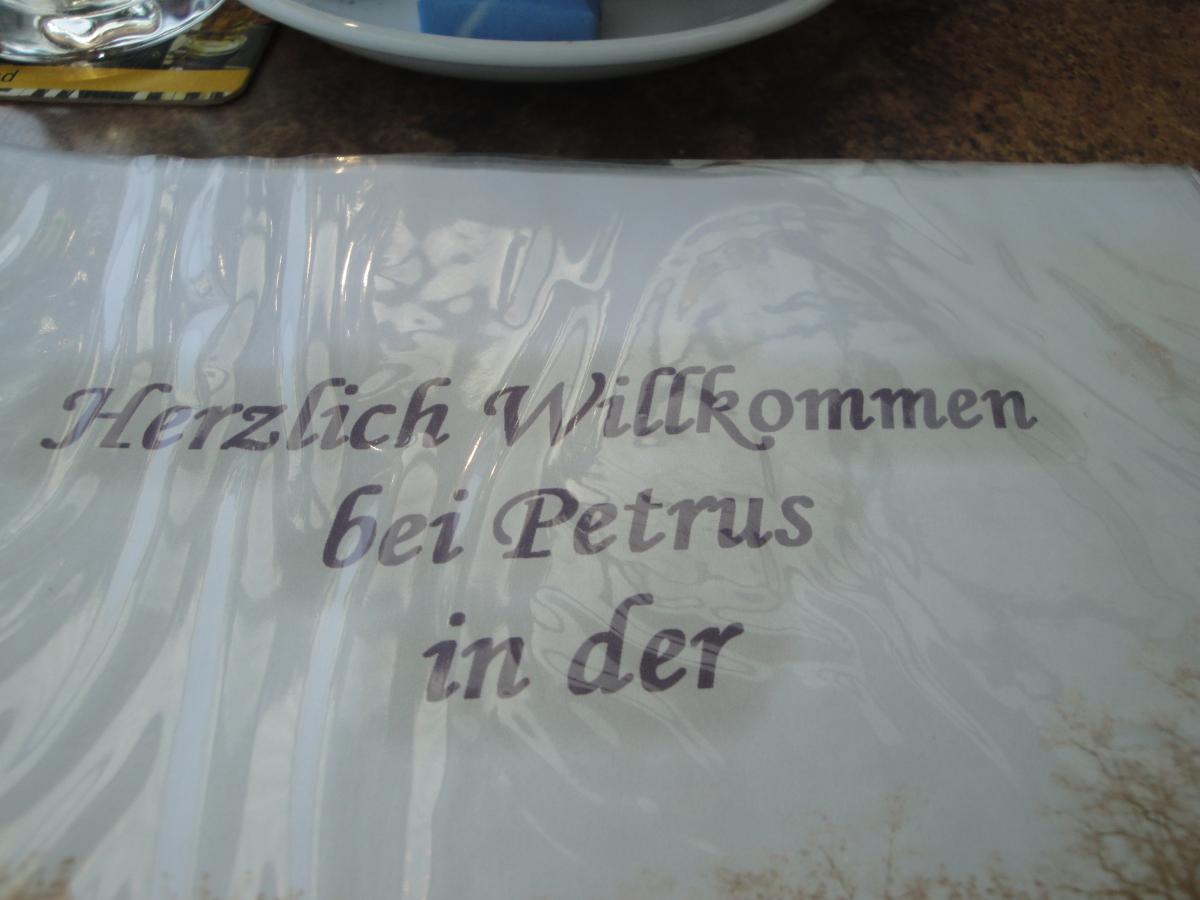 Herzlich Willkommen
bei Petrus
in der